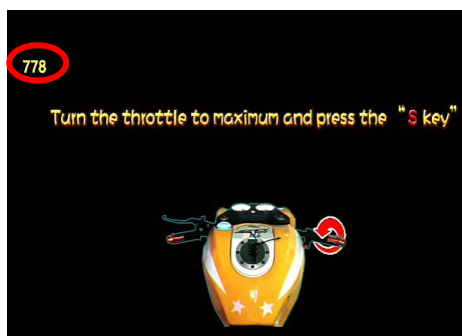 778
Turn the throttle to maximum and press the “S key”